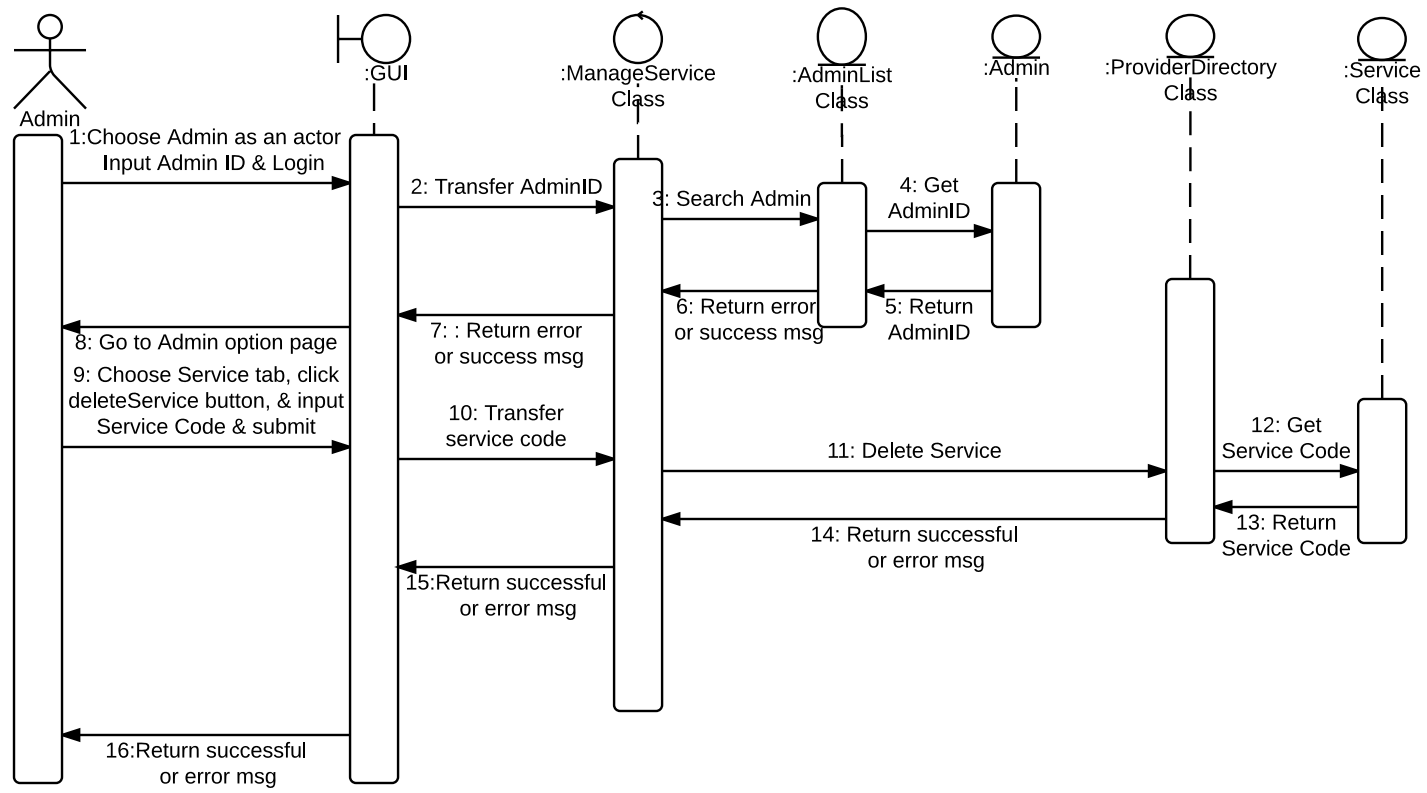 :GUI
:ManageService
Class
:AdminList
Class
:Admin
:ProviderDirectory
Class
:Service
Class
Admin
1:Choose Admin as an actor
Input Admin ID & Login
2: Transfer AdminID
3: Search Admin
4: Get
AdminID
5: Return
AdminID
6: Return error
or success msg
7: : Return error
or success msg
8: Go to Admin option page
9: Choose Service tab, click
deleteService button, & input
Service Code & submit
10: Transfer
service code
11: Delete Service
12: Get
Service Code
13: Return
Service Code
14: Return successful
or error msg
15:Return successful
or error msg
16:Return successful
or error msg